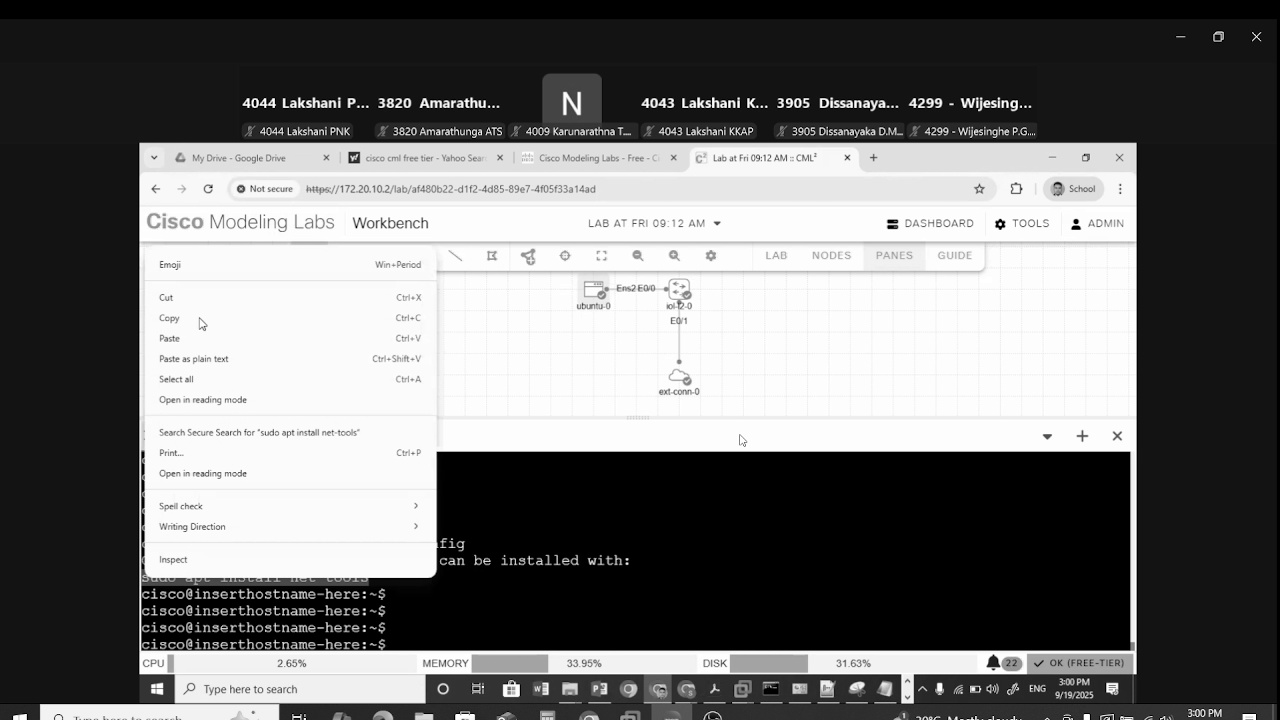 4044 Lakshani P... 3820 Amarathu... N 4043 Lakshani K... 3905 Dissanaya... 4299 - Wijesing...
4044 Lakshani PNK 3820 Amarathunga ATS 4009 Karunarathna T... 4043 Lakshani KKAP 3905 Dissanayaka D.M... 4299 - Wijesinghe P.G....
My Drive - Google Drive cisco cml free tier - Yahoo Sear Cisco Modeling Labs - Free - Ci Lab at Fri 09:12 AM :: CML²
Not secure https://172.20.10.2/lab/af480b22-d1f2-4d85-89e7-4f05f33a14ad School
Cisco Modeling Labs Workbench LAB AT FRI 09:12 AM DASHBOARD TOOLS ADMIN
LAB NODES PANES GUIDE
Emoji Win+Period
Cut Ctrl+X
Copy Ctrl+C
Paste Ctrl+V
Paste as plain text Ctrl+Shift+V
Select all Ctrl+A
Open in reading mode
Search Secure Search for "sudo apt install net-tools"
Print... Ctrl+P
Open in reading mode
Spell check
Writing Direction
Inspect
Ens2 E0/0
ubuntu-0 iol-l2-0
E0/1
ext-conn-0
nfig
can be installed with:
sudo apt install net-tools
cisco@inserthostname-here:~$
cisco@inserthostname-here:~$
cisco@inserthostname-here:~$
cisco@inserthostname-here:~$
CPU 2.65% MEMORY 33.95% DISK 31.63% 22 OK (FREE-TIER)
Type here to search ENG 3:00 PM
9/19/2025
Type here to search Mostly cloudy 3:00 PM